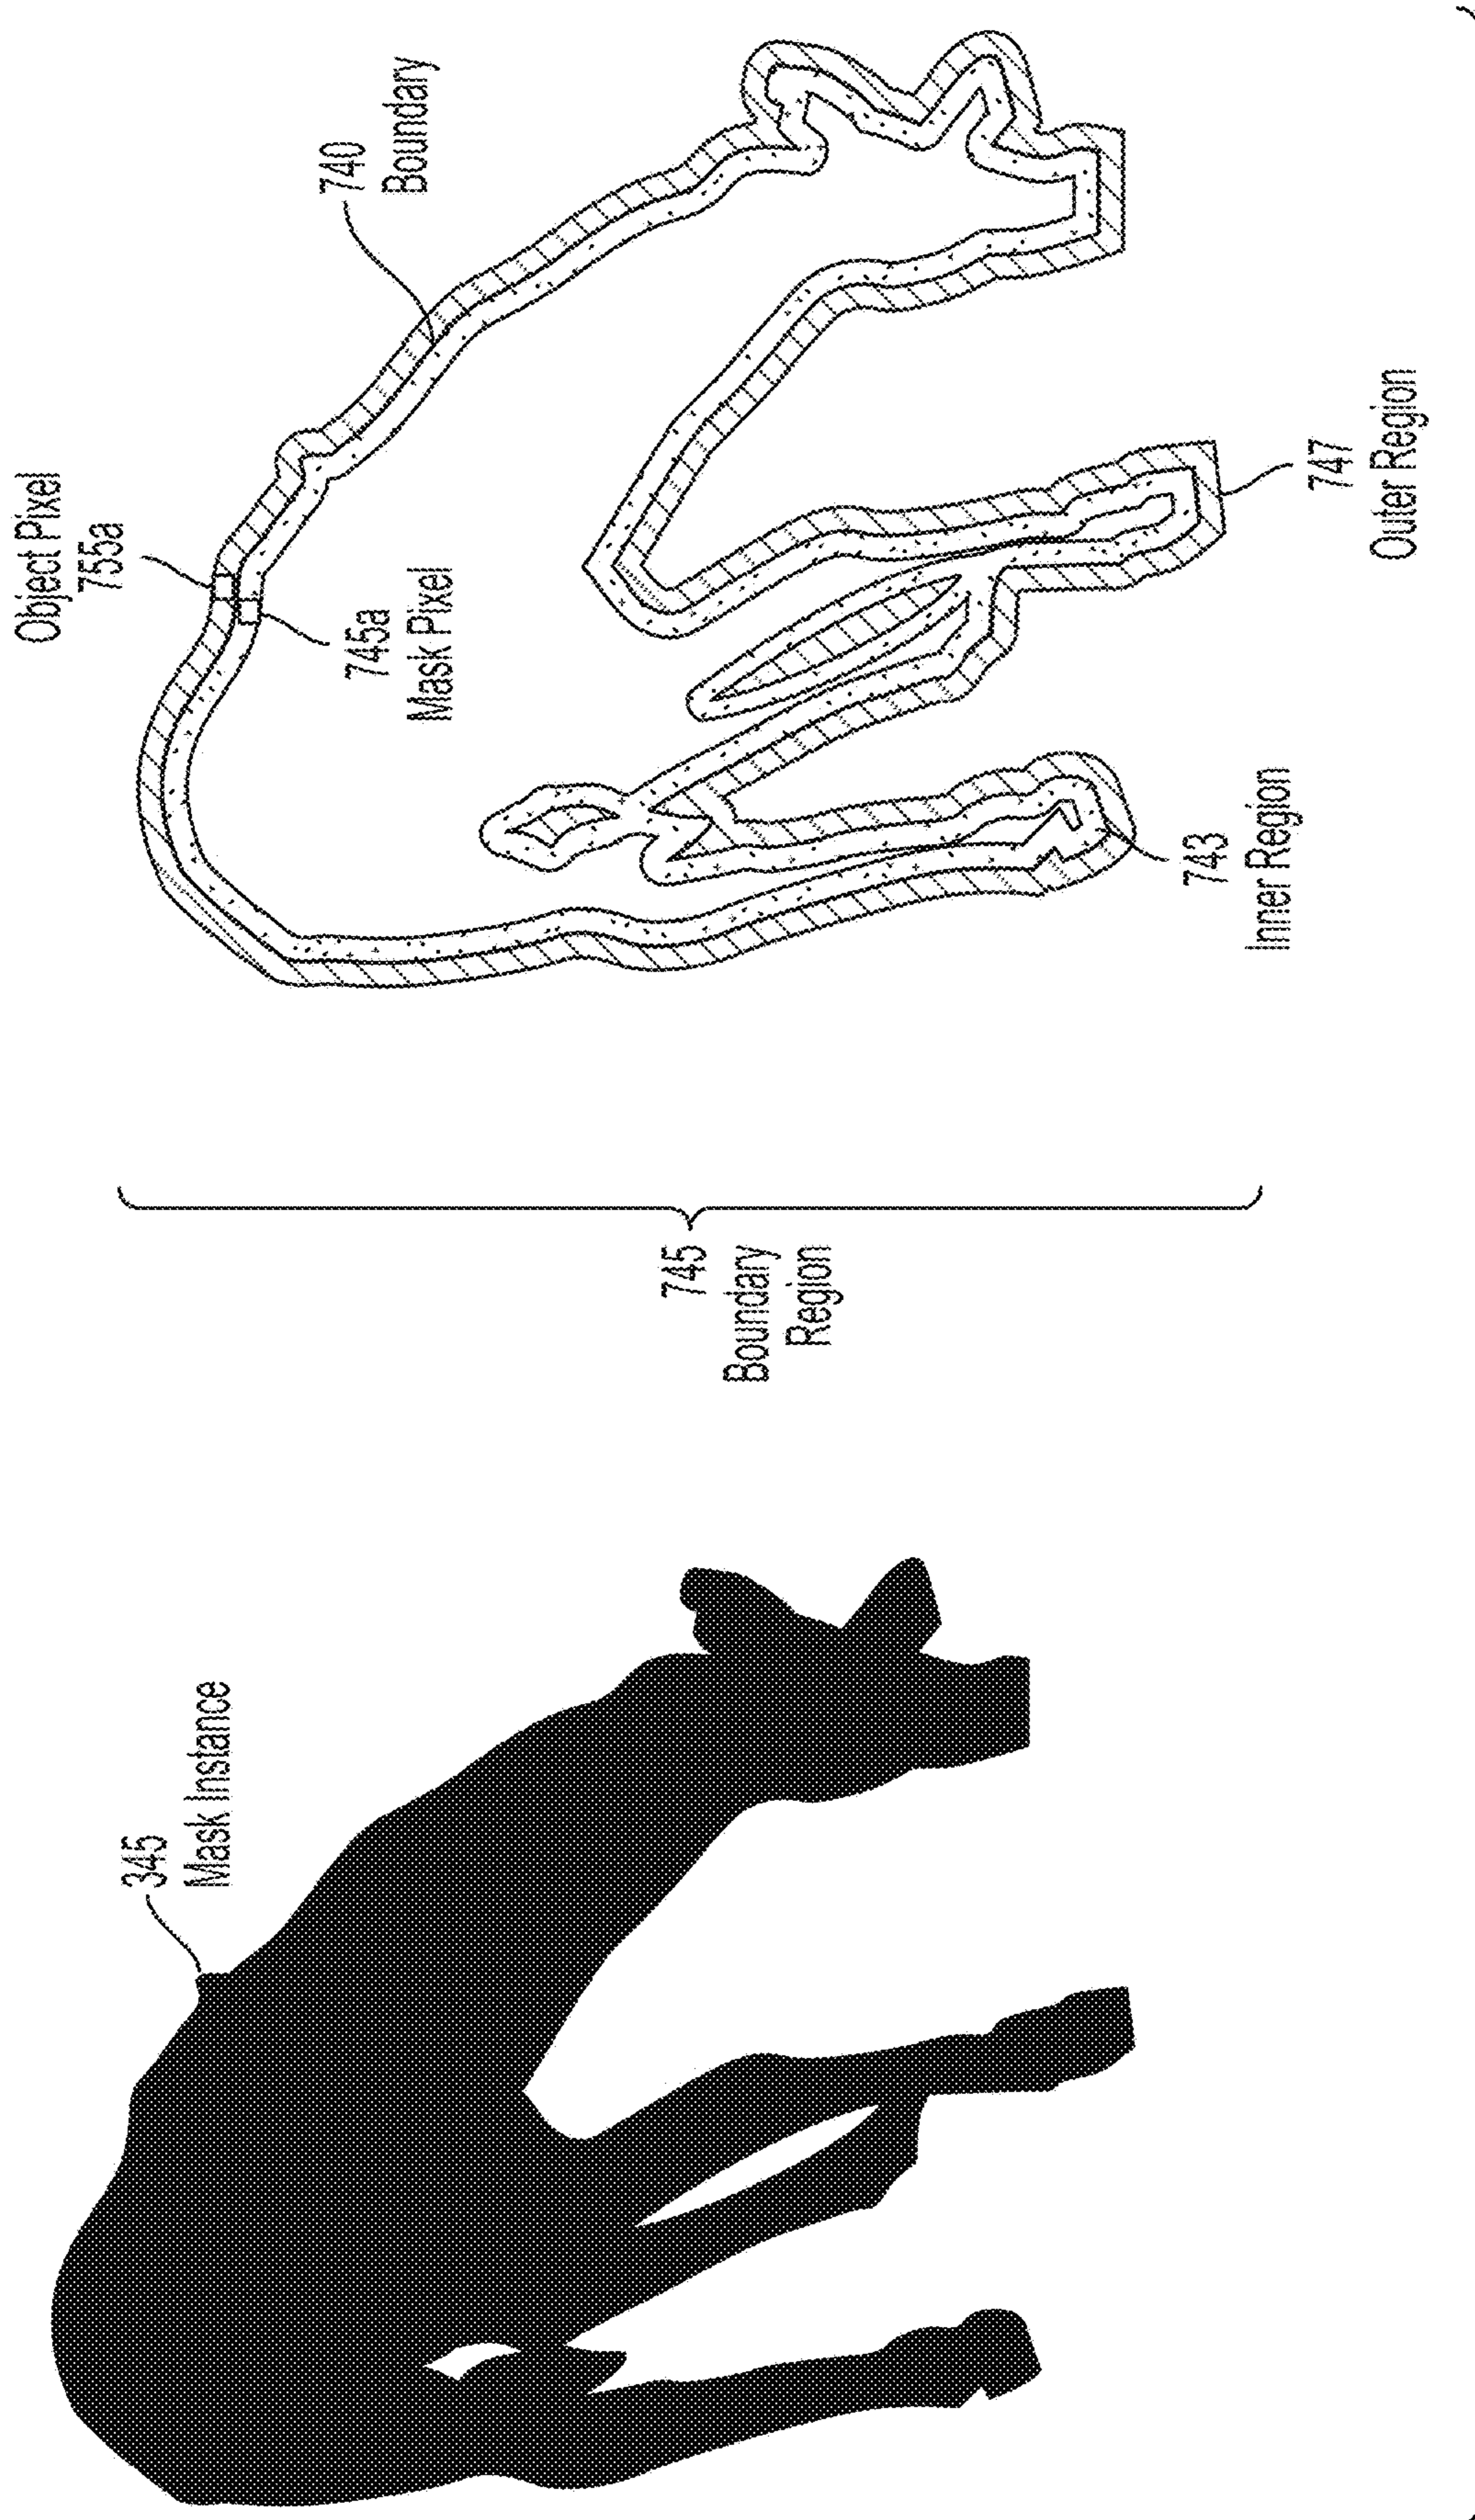 345
Mask Instance
745
Boundary
Region
Object Pixel
755a
745a
Mask Pixel
740
Boundary
743
Inner Region
747
Outer Region